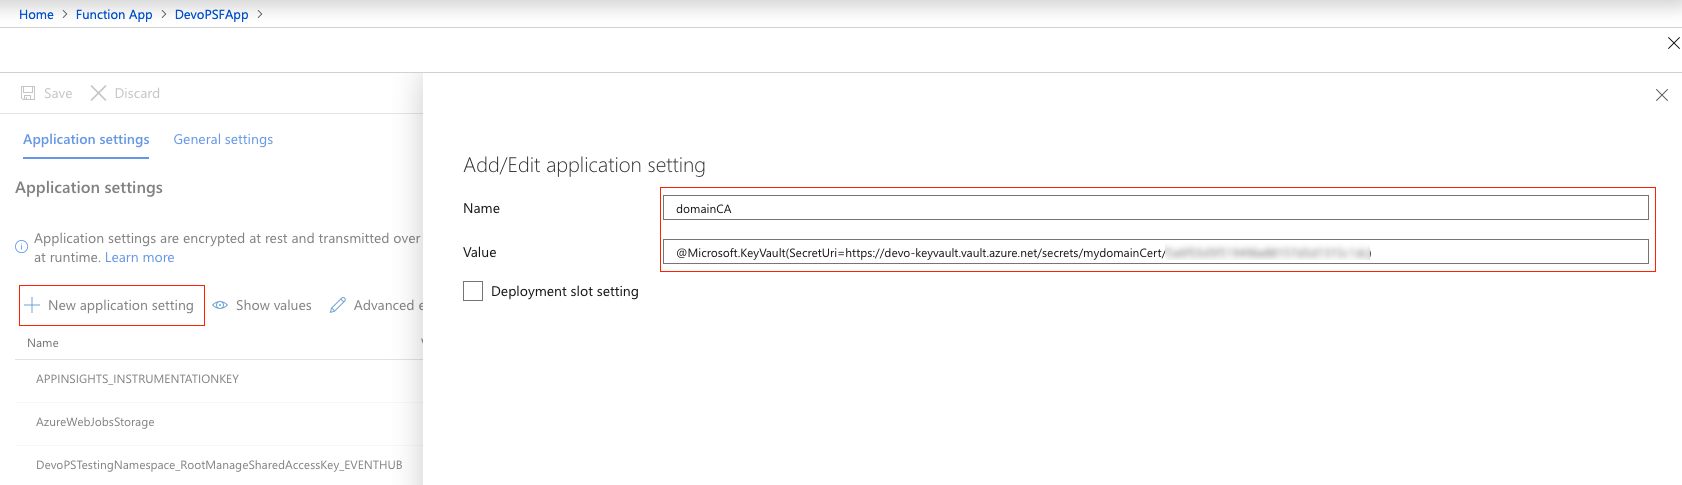 Home > Function App > DevoPSFApp >
Save Discard
Application settings General settings
Application settings
Application settings are encrypted at rest and transmitted over
at runtime. Learn more
New application setting Show values Advanced e
Name
APPINSIGHTS_INSTRUMENTATIONKEY
AzureWebJobsStorage
DevoPSTestingNamespace_RootManageSharedAccessKey_EVENTHUB
Add/Edit application setting
Name domainCA
Value @Microsoft.KeyVault(SecretUri=https://devo-keyvault.vault.azure.net/secrets/mydomainCert/
Deployment slot setting